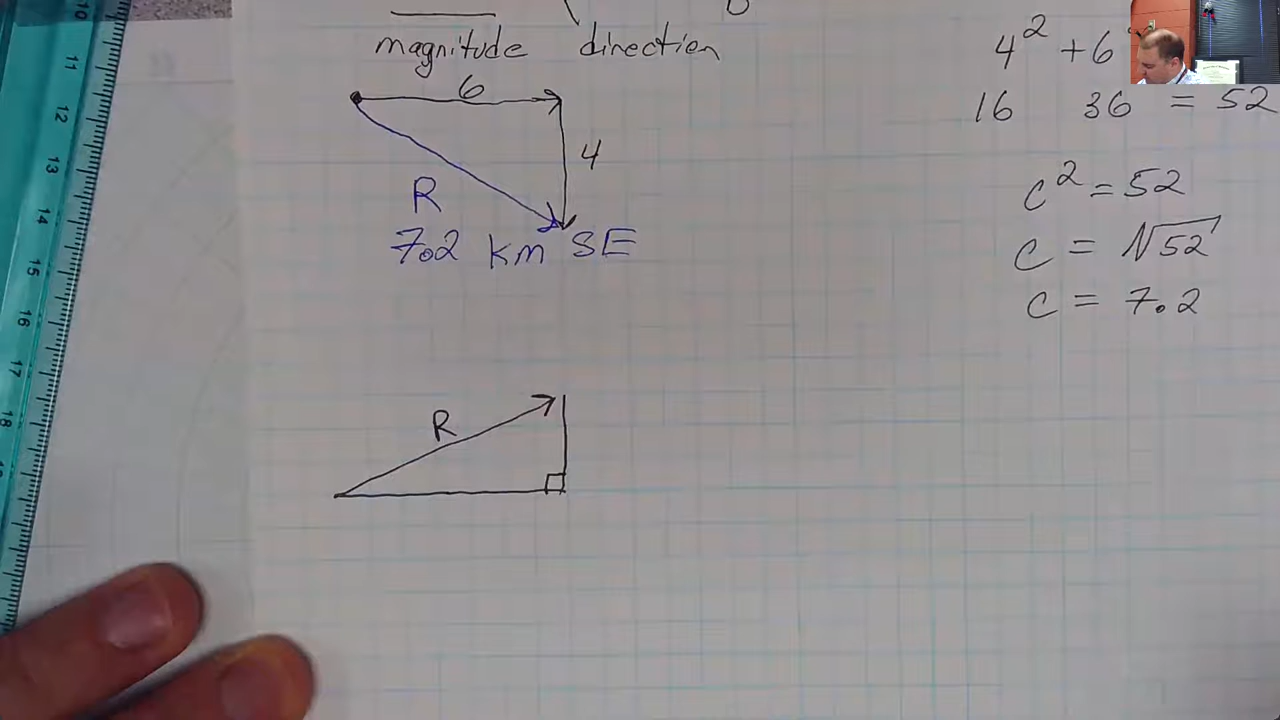 magnitude direction
6
4
R
7.2 km SE
4² + 6
16 36 = 52
c² = 52
c = √52
c = 7.2
R
10
11
12
13
14
15
16
17
18